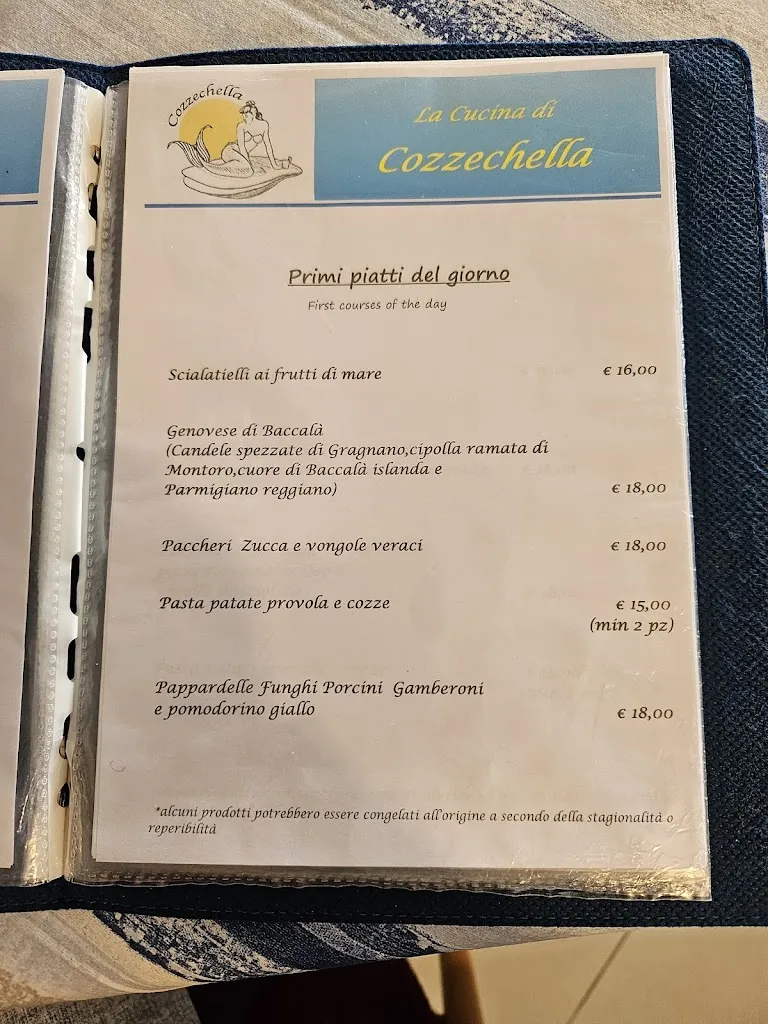 Cozzechella
La Cucina di
Cozzechella
Primi piatti del giorno
First courses of the day
Scialatielli ai frutti di mare € 16,00
Genovese di Baccalà
(Candele spezzate di Gragnano,cipolla ramata di
Montoro,cuore di Baccalà islanda e
Parmigiano reggiano) € 18,00
Paccheri Zucca e vongole veraci € 18,00
Pasta patate provola e cozze € 15,00
(min 2 pz)
Pappardelle Funghi Porcini Gamberoni
e pomodorino giallo € 18,00
*alcuni prodotti potrebbero essere congelati all'origine a secondo della stagionalità o
reperibilità